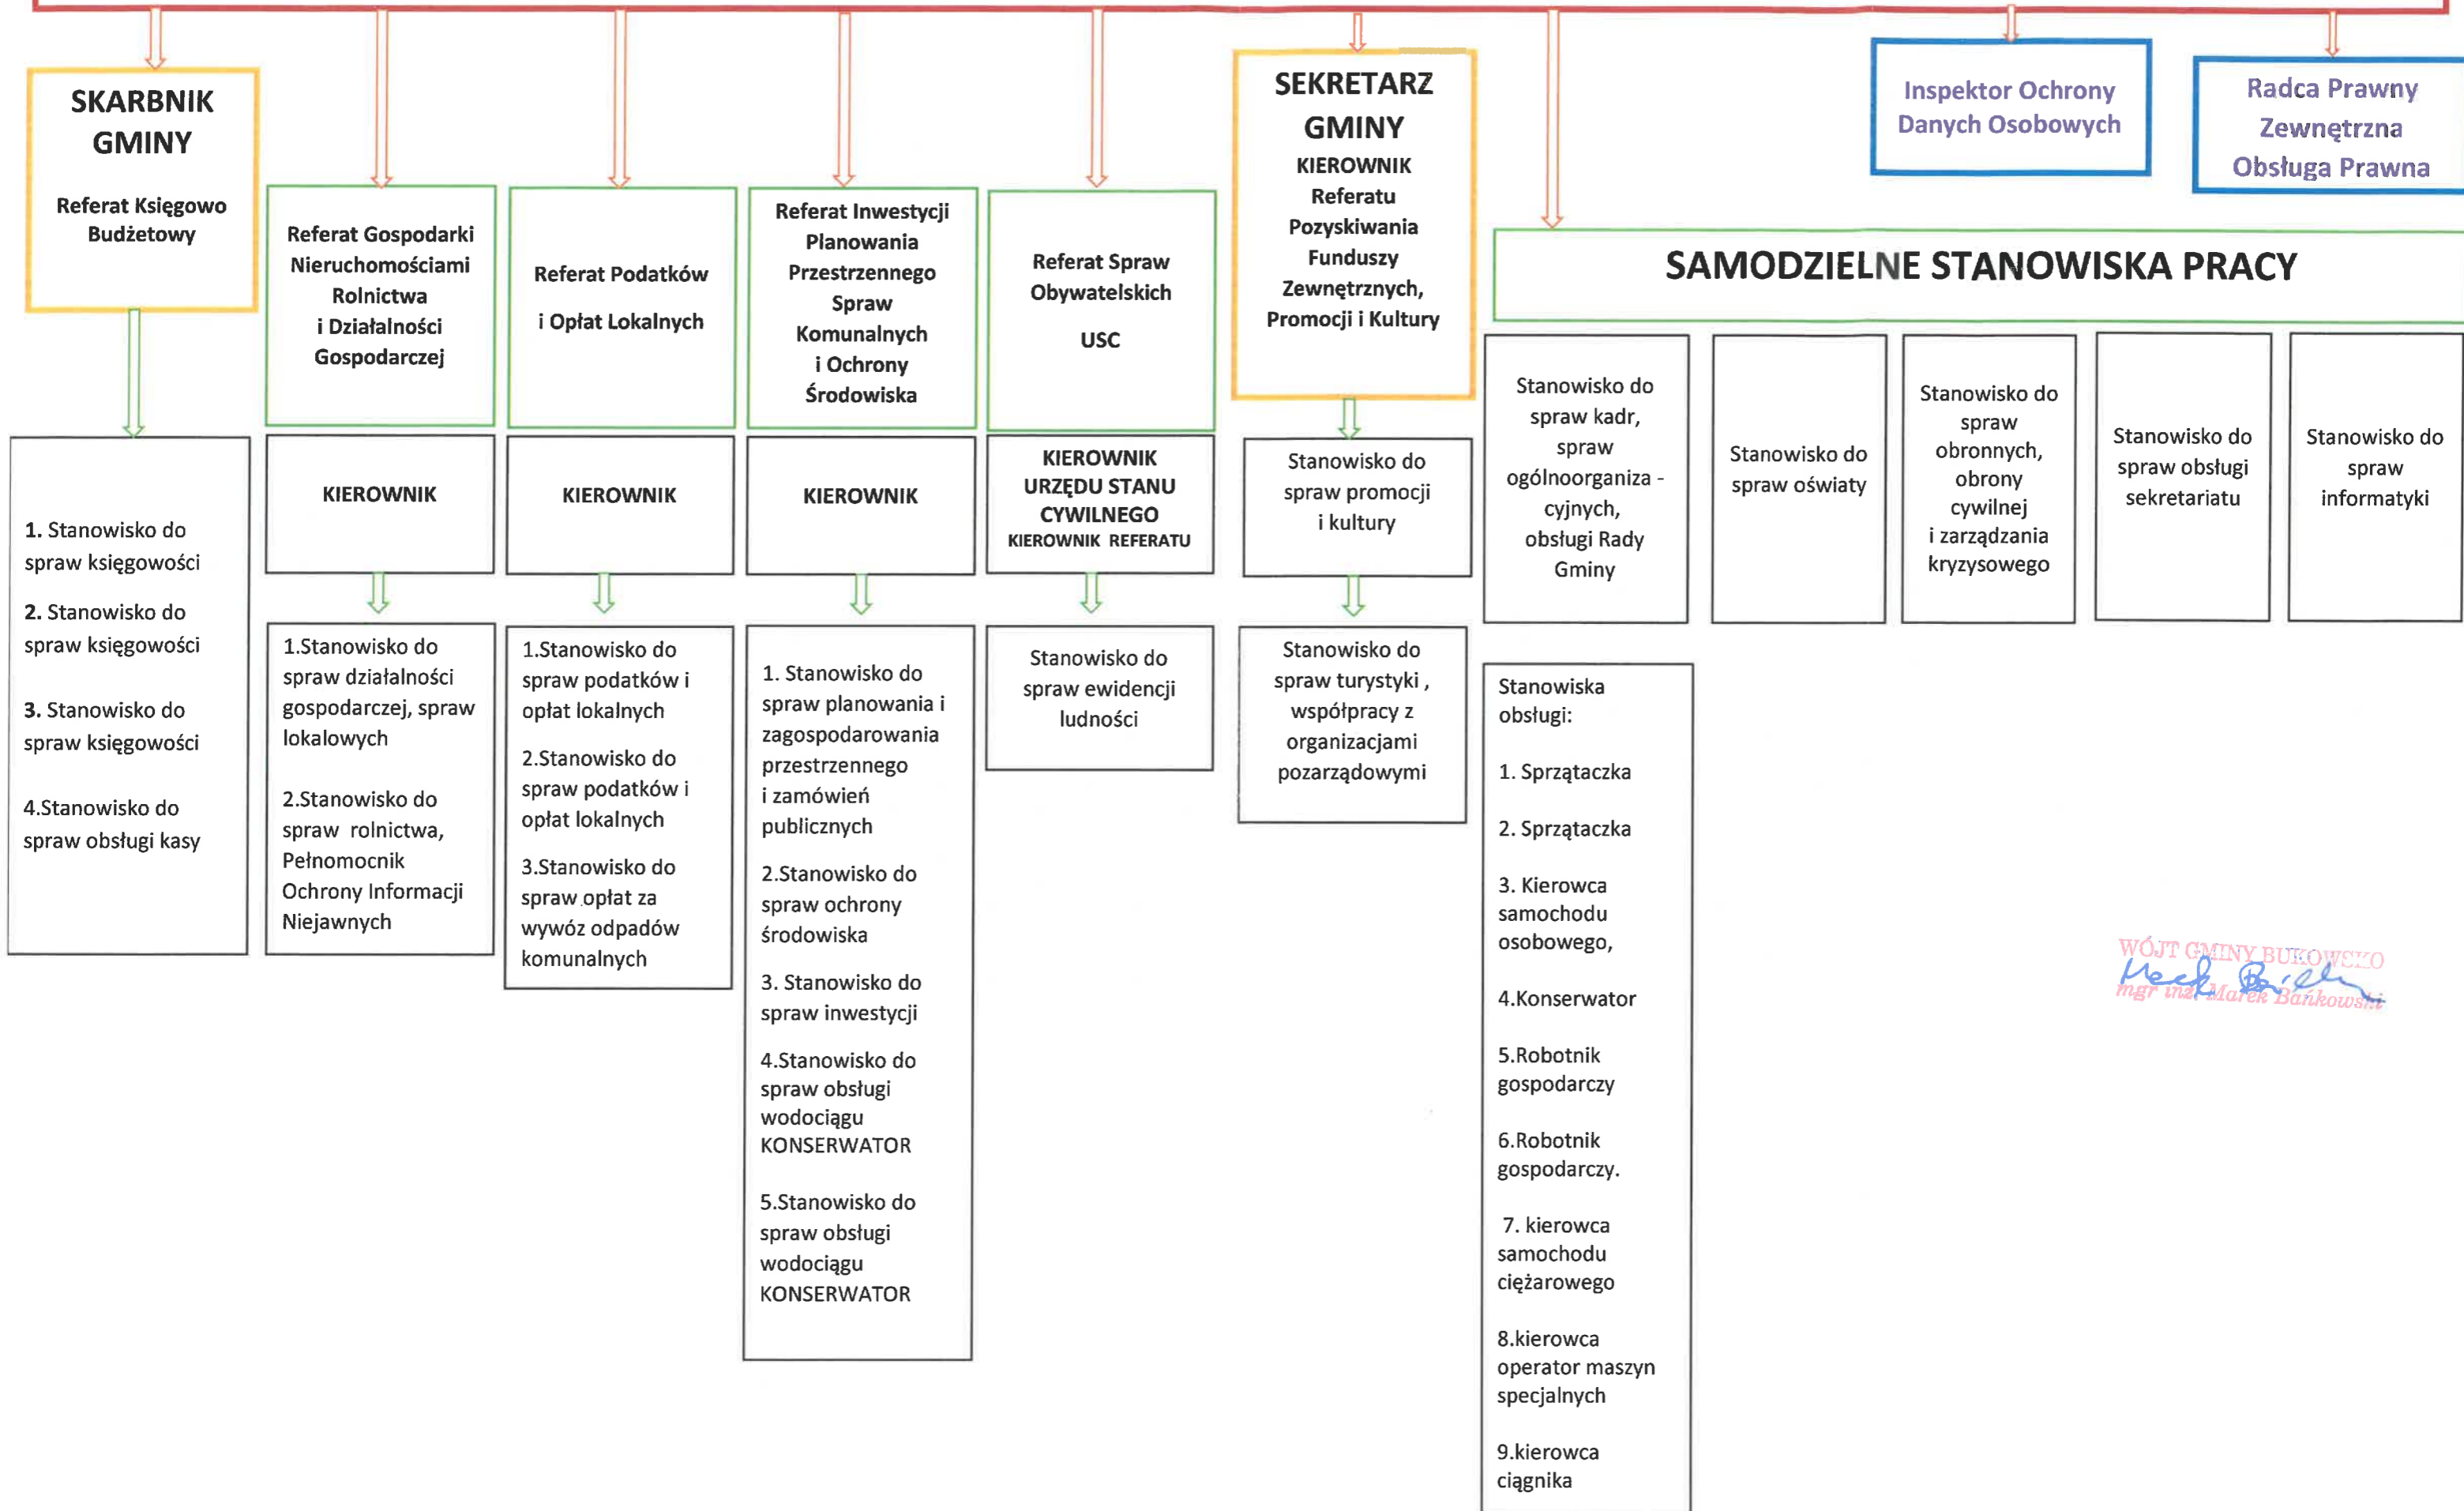 SKARBNIK
GMINY
Referat Księgowo
Budżetowy
Referat Gospodarki
Nieruchomościami
Rolnictwa
i Działalności
Gospodarczej
Referat Podatków
i Opłat Lokalnych
Referat Inwestycji
Planowania
Przestrzennego
Spraw
Komunalnych
i Ochrony
Środowiska
Referat Spraw
Obywatelskich
USC
SEKRETARZ
GMINY
KIEROWNIK
Referatu
Pozyskiwania
Funduszy
Zewnętrznych,
Promocji i Kultury
Inspektor Ochrony
Danych Osobowych
Radca Prawny
Zewnętrzna
Obsługa Prawna
SAMODZIELNE STANOWISKA PRACY
1. Stanowisko do
spraw księgowości
2. Stanowisko do
spraw księgowości
3. Stanowisko do
spraw księgowości
4.Stanowisko do
spraw obsługi kasy
KIEROWNIK
1.Stanowisko do
spraw działalności
gospodarczej, spraw
lokalowych
2.Stanowisko do
spraw rolnictwa,
Pełnomocnik
Ochrony Informacji
Niejawnych
KIEROWNIK
1.Stanowisko do
spraw podatków i
opłat lokalnych
2.Stanowisko do
spraw podatków i
opłat lokalnych
3.Stanowisko do
spraw opłat za
wywóz odpadów
komunalnych
KIEROWNIK
1. Stanowisko do
spraw planowania i
zagospodarowania
przestrzennego
i zamówień
publicznych
2.Stanowisko do
spraw ochrony
środowiska
3. Stanowisko do
spraw inwestycji
4.Stanowisko do
spraw obsługi
wodociągu
KONSERWATOR
5.Stanowisko do
spraw obsługi
wodociągu
KONSERWATOR
KIEROWNIK
URZĘDU STANU
CYWILNEGO
KIEROWNIK REFERATU
Stanowisko do
spraw ewidencji
ludności
Stanowisko do
spraw promocji
i kultury
Stanowisko do
spraw turystyki ,
współpracy z
organizacjami
pozarządowymi
Stanowisko do
spraw kadr,
spraw
ogólnoorganiza -
cyjnych,
obsługi Rady
Gminy
Stanowisko do
spraw oświaty
Stanowisko do
spraw
obronnych,
obrony
cywilnej
i zarządzania
kryzysowego
Stanowisko do
spraw obsługi
sekretariatu
Stanowisko do
spraw
informatyki
Stanowiska
obsługi:
1. Sprzątaczka
2. Sprzątaczka
3. Kierowca
samochodu
osobowego,
4.Konserwator
5.Robotnik
gospodarczy
6.Robotnik
gospodarczy.
7. kierowca
samochodu
ciężarowego
8.kierowca
operator maszyn
specjalnych
9.kierowca
ciągnika
WÓJT GMINY BUKOWSKO
mgr inż. Marek Bańkowski